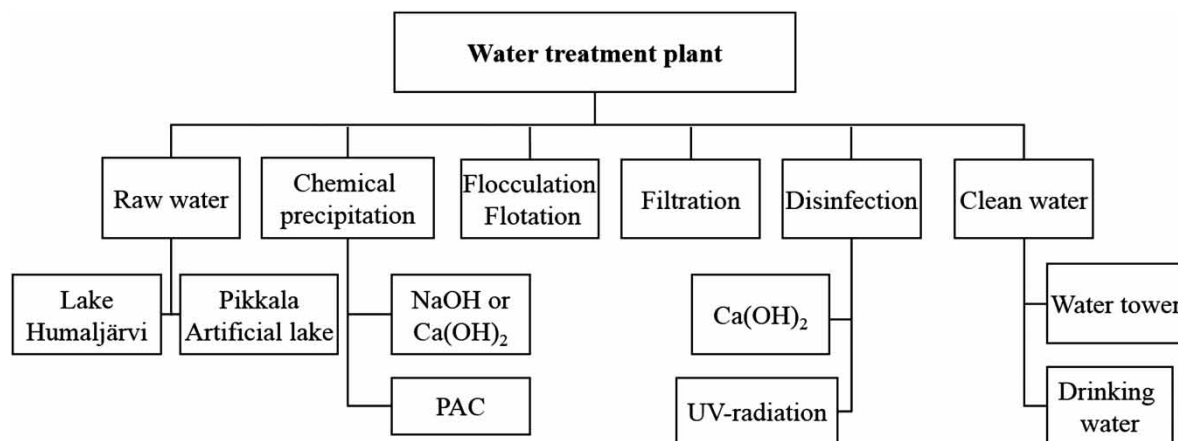 Water treatment plant
Raw water
Chemical
precipitation
Flocculation
Flotation
Filtration
Disinfection
Clean water
Lake
Humaljärvi
Pikkala
Artificial lake
NaOH or
Ca(OH)₂
PAC
Ca(OH)₂
UV-radiation
Water tower
Drinking
water